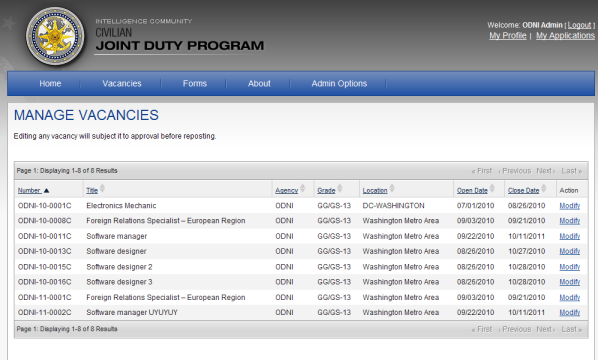 INTELLIGENCE COMMUNITY
CIVILIAN
JOINT DUTY PROGRAM
Welcome: ODNI Admin | Logout |
My Profile | My Applications
Home Vacancies Forms About Admin Options
MANAGE VACANCIES
Editing any vacancy will subject it to approval before reposting.
Page 1: Displaying 1-8 of 8 Results « First ‹ Previous Next › Last »
Number ▲ Title Agency Grade Location Open Date Close Date Action
ODNI-10-0001C Electronics Mechanic ODNI GG/GS-13 DC-WASHINGTON 07/01/2010 08/26/2010 Modify
ODNI-10-0008C Foreign Relations Specialist – European Region ODNI GG/GS-13 Washington Metro Area 09/03/2010 09/21/2010 Modify
ODNI-10-0011C Software manager ODNI GG/GS-13 Washington Metro Area 09/22/2010 10/11/2011 Modify
ODNI-10-0013C Software designer ODNI GG/GS-13 Washington Metro Area 08/26/2010 10/27/2010 Modify
ODNI-10-0015C Software designer 2 ODNI GG/GS-13 Washington Metro Area 08/26/2010 10/28/2010 Modify
ODNI-10-0016C Software designer 3 ODNI GG/GS-13 Washington Metro Area 08/26/2010 10/28/2010 Modify
ODNI-11-0001C Foreign Relations Specialist – European Region ODNI GG/GS-13 Washington Metro Area 09/03/2010 09/21/2010 Modify
ODNI-11-0002C Software manager UYUYUY ODNI GG/GS-13 Washington Metro Area 09/22/2010 10/11/2011 Modify
Page 1: Displaying 1-8 of 8 Results « First ‹ Previous Next › Last »